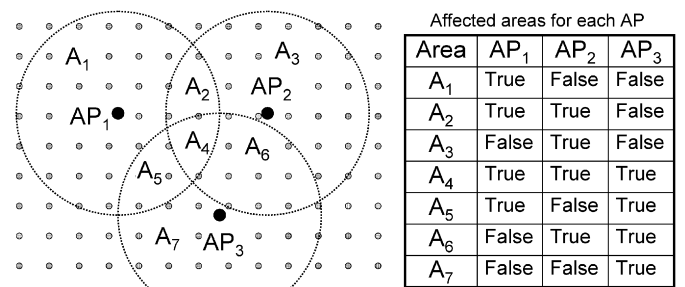 A1
A3
A2
AP1
AP2
A4
A6
A5
A7
AP3
Affected areas for each AP
Area AP1 AP2 AP3
A1 True False False
A2 True True False
A3 False True False
A4 True True True
A5 True False True
A6 False True True
A7 False False True